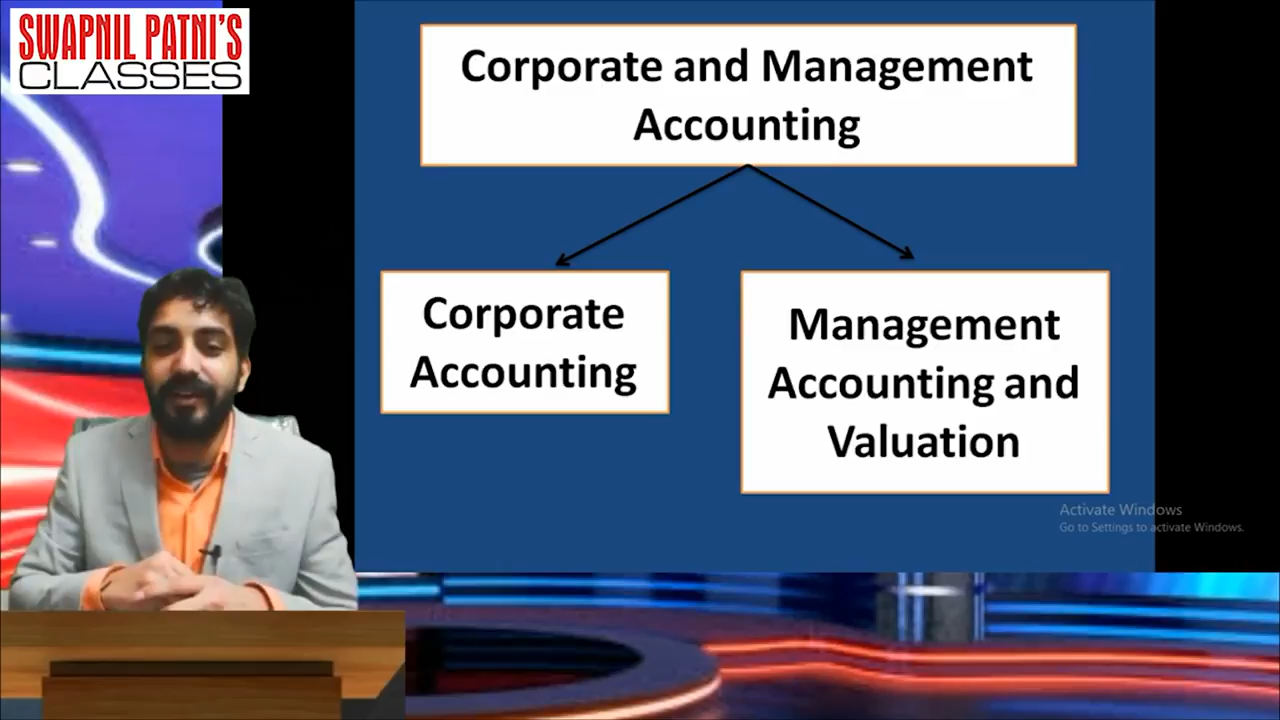 SWAPNIL PATNI'S
CLASSES
Corporate and Management
Accounting
Corporate
Accounting
Management
Accounting and
Valuation
Activate Windows
Go to Settings to activate Windows.